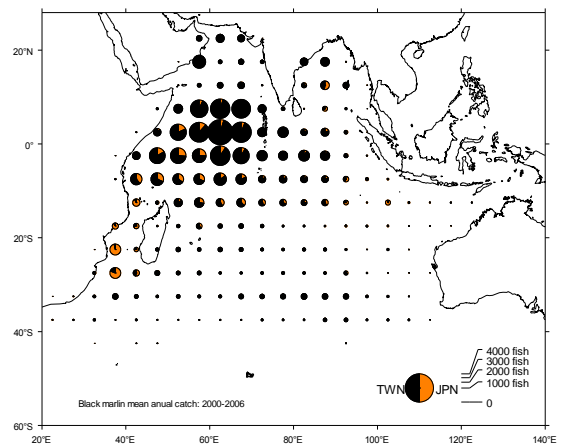 20°N
0°
20°S
40°S
60°S
4000 fish
3000 fish
2000 fish
1000 fish
0
TWN JPN
Black marlin mean anual catch: 2000-2006
20°E 40°E 60°E 80°E 100°E 120°E 140°E